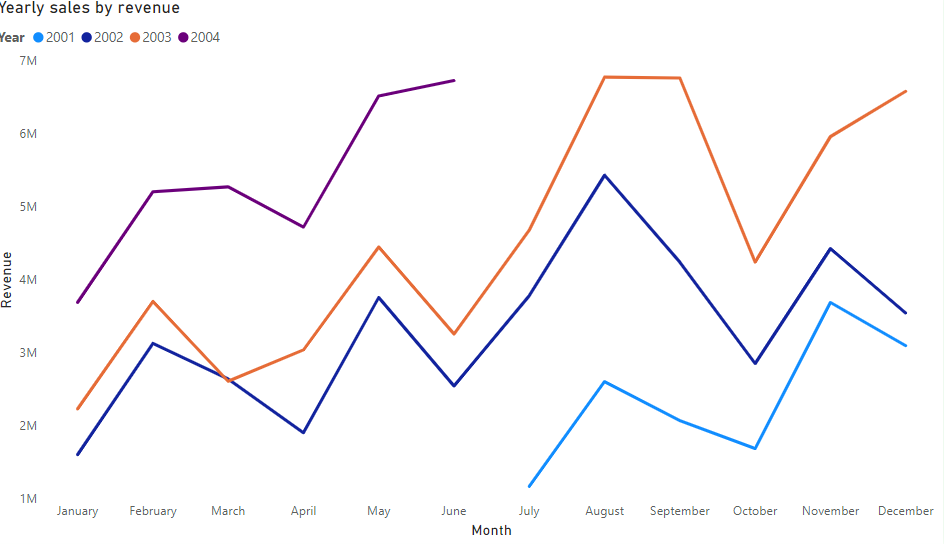 Yearly sales by revenue
Year 2001 2002 2003 2004
7M
6M
5M
4M
3M
2M
1M
Revenue
January February March April May June July August September October November December
Month